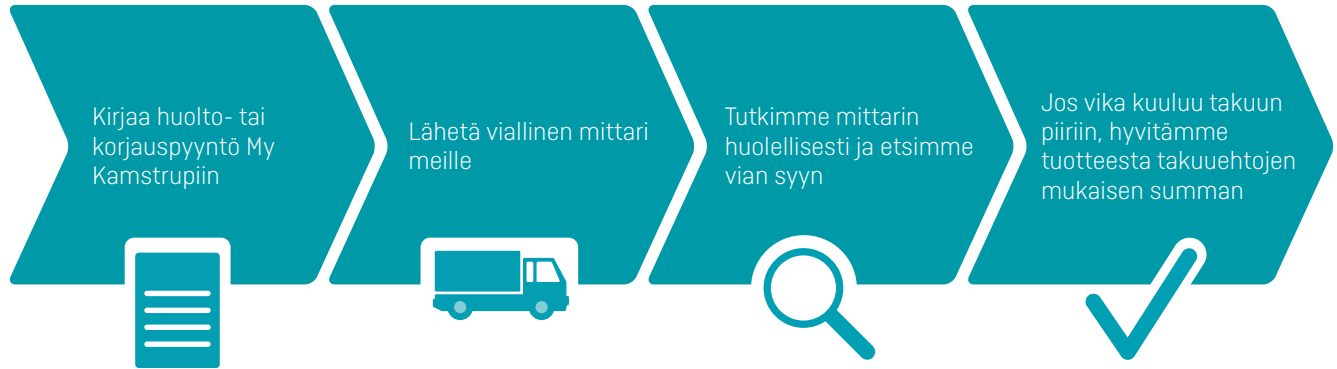 Kirjaa huolto- tai
korjauspyyntö My
Kamstrupiin
Lähetä viallinen mittari
meille
Tutkimme mittarin
huolellisesti ja etsimme
vian syyn
Jos vika kuuluu takuun
piiriin, hyvitämme
tuotteesta takuuehtojen
mukaisen summan